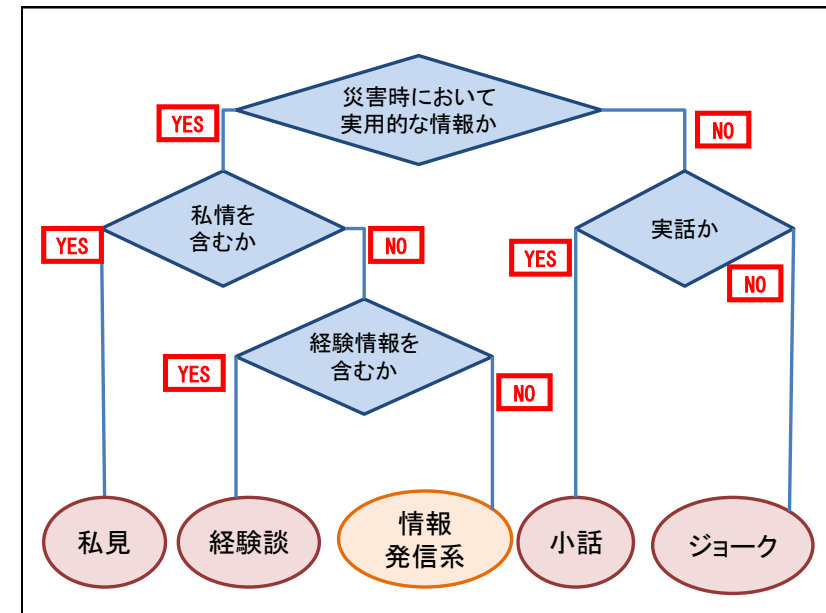 災害時において
実用的な情報か
YES
NO
私情を
含むか
実話か
YES
NO
YES
NO
経験情報を
含むか
YES
NO
私見
経験談
情報
発信系
小話
ジョーク